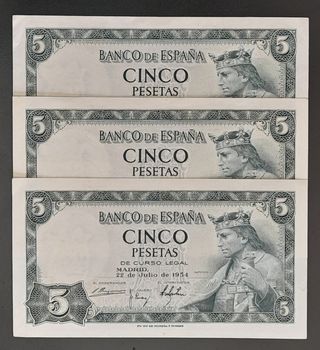 5
BANCO DE ESPAÑA
5
CINCO
PESETAS
5
BANCO DE ESPAÑA
5
CINCO
PESETAS
5
BANCO DE ESPAÑA
5
CINCO
PESETAS
DE CURSO LEGAL
MADRID,
22 de Julio de 1954
5